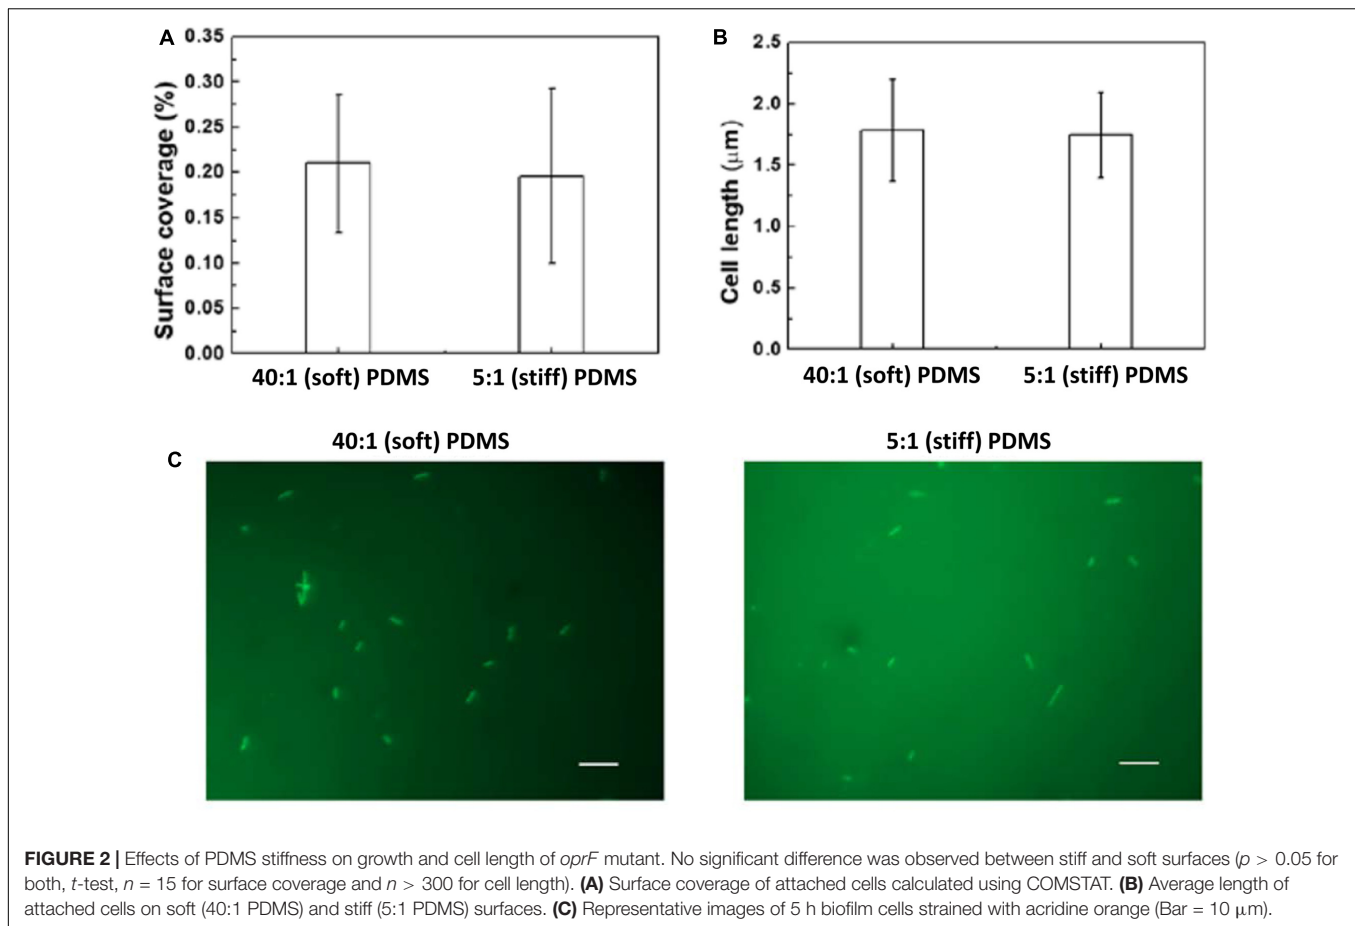 A
0.35
0.30
0.25
0.20
0.15
0.10
0.05
0.00
Surface coverage (%)
40:1 (soft) PDMS 5:1 (stiff) PDMS
B
2.5
2.0
1.5
1.0
0.5
0.0
Cell length (μm)
40:1 (soft) PDMS 5:1 (stiff) PDMS
C
40:1 (soft) PDMS
5:1 (stiff) PDMS
FIGURE 2 | Effects of PDMS stiffness on growth and cell length of oprF mutant. No significant difference was observed between stiff and soft surfaces (p > 0.05 for
both, t-test, n = 15 for surface coverage and n > 300 for cell length). (A) Surface coverage of attached cells calculated using COMSTAT. (B) Average length of
attached cells on soft (40:1 PDMS) and stiff (5:1 PDMS) surfaces. (C) Representative images of 5 h biofilm cells strained with acridine orange (Bar = 10 μm).